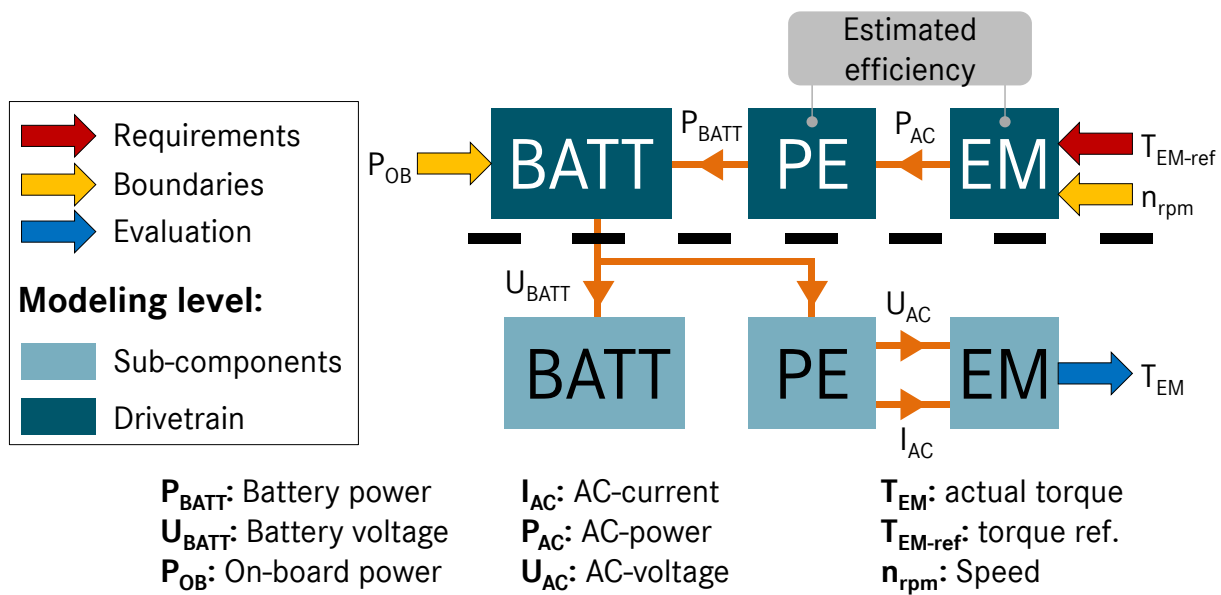 Estimated
efficiency
Requirements
Boundaries
Evaluation
Modeling level:
Sub-components
Drivetrain
P_OB
BATT
P_BATT
PE
P_AC
EM
T_EM-ref
n_rpm
U_BATT
BATT
PE
U_AC
I_AC
EM
T_EM
P_BATT: Battery power
U_BATT: Battery voltage
P_OB: On-board power
I_AC: AC-current
P_AC: AC-power
U_AC: AC-voltage
T_EM: actual torque
T_EM-ref: torque ref.
n_rpm: Speed